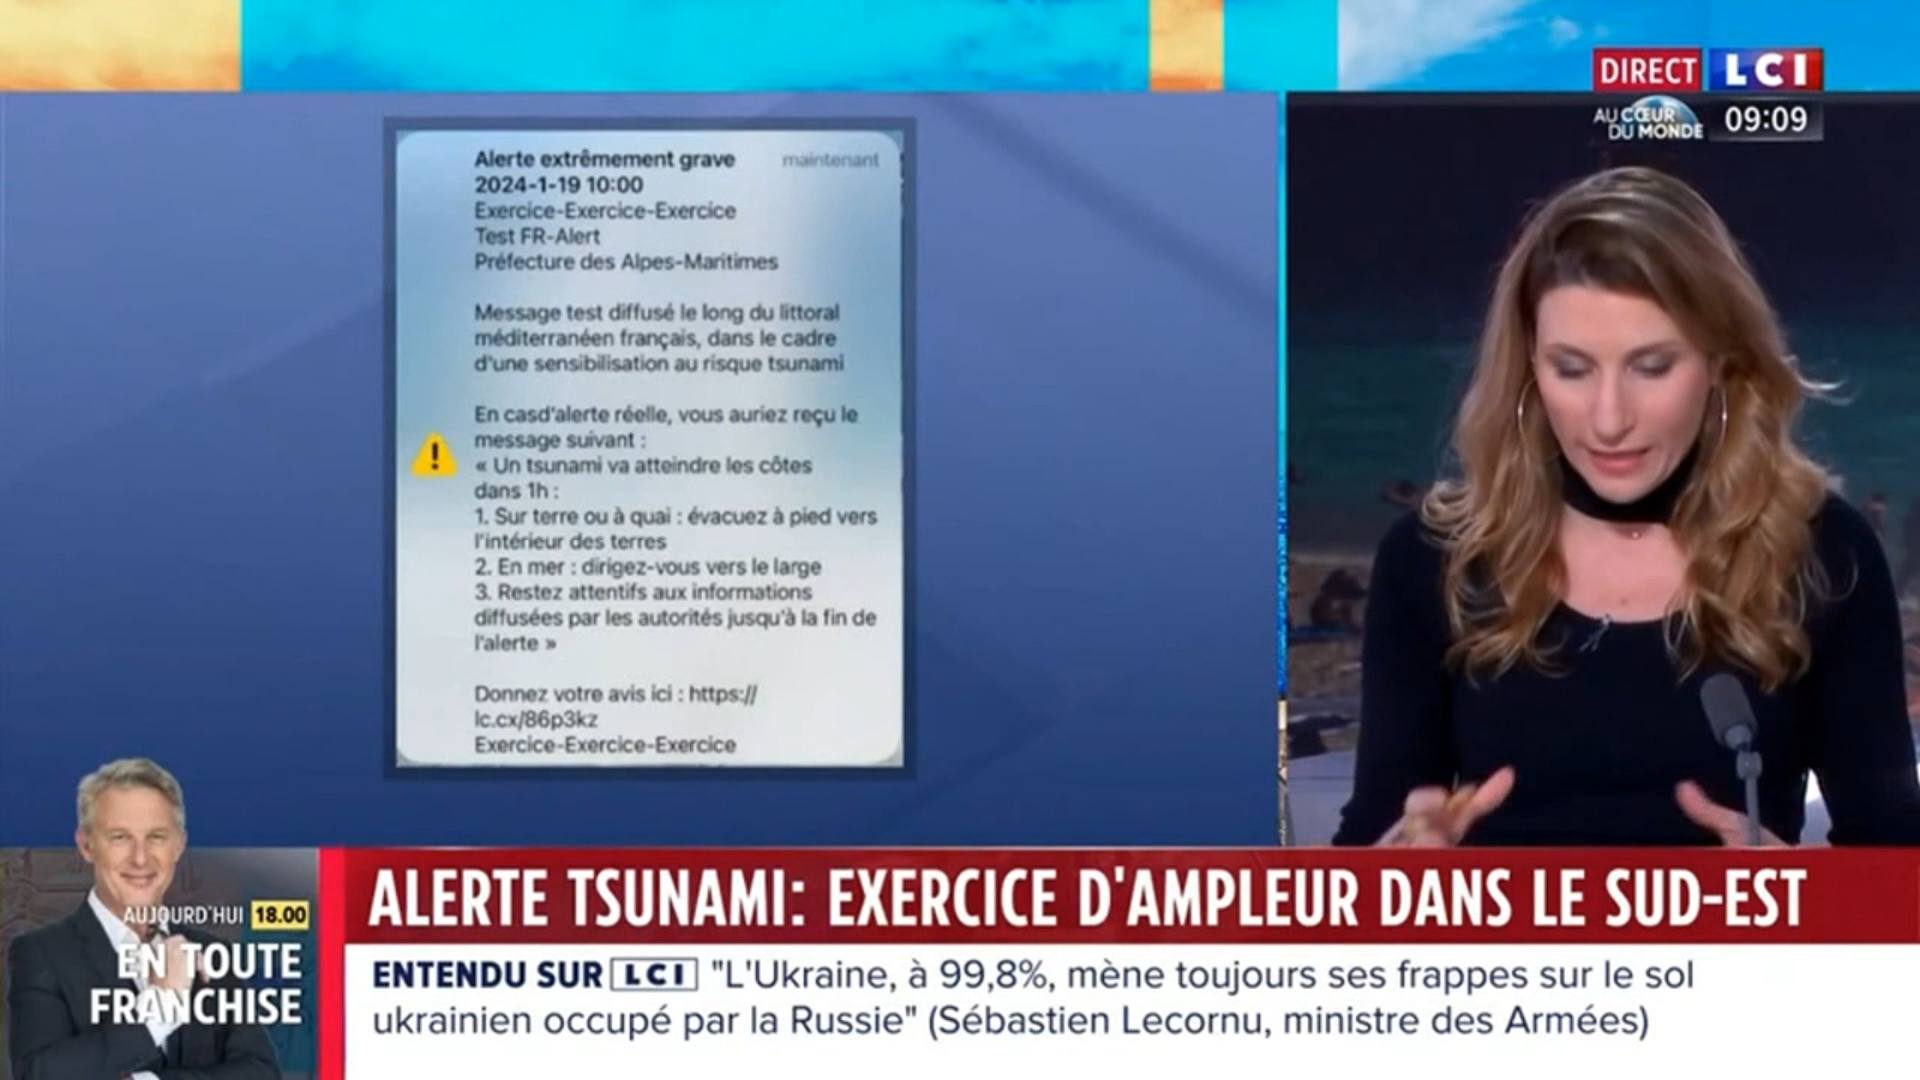 DIRECT LCI
AU CŒUR
DU MONDE
09:09
Alerte extrêmement grave maintenant
2024-1-19 10:00
Exercice-Exercice-Exercice
Test FR-Alert
Préfecture des Alpes-Maritimes
Message test diffusé le long du littoral
méditerranéen français, dans le cadre
d'une sensibilisation au risque tsunami
En casd'alerte réelle, vous auriez reçu le
message suivant :
« Un tsunami va atteindre les côtes
dans 1h :
1. Sur terre ou à quai : évacuez à pied vers
l'intérieur des terres
2. En mer : dirigez-vous vers le large
3. Restez attentifs aux informations
diffusées par les autorités jusqu'à la fin de
l'alerte »
Donnez votre avis ici : https://
lc.cx/86p3kz
Exercice-Exercice-Exercice
AUJOURD'HUI 18.00
EN TOUTE
FRANCHISE
ALERTE TSUNAMI: EXERCICE D'AMPLEUR DANS LE SUD-EST
ENTENDU SUR LCI "L'Ukraine, à 99,8%, mène toujours ses frappes sur le sol
ukrainien occupé par la Russie" (Sébastien Lecornu, ministre des Armées)